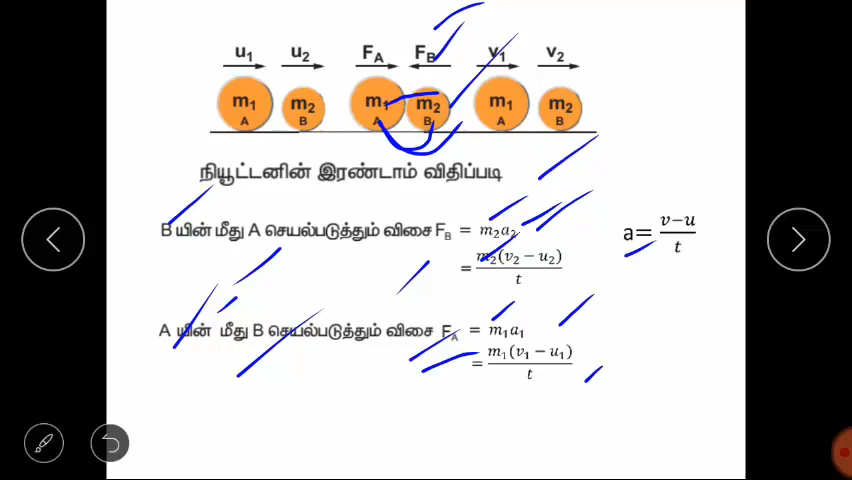 u₁ u₂ F_A F_B v₁ v₂
m₁ m₂ m₁ m₂ m₁ m₂
A B A B A B
நியூட்டனின் இரண்டாம் விதிப்படி
B யின் மீது A செயல்படுத்தும் விசை F_B = m₂a₂
= m₂(v₂ − u₂) / t
a= v−u / t
A யின் மீது B செயல்படுத்தும் விசை F_A = m₁a₁
= m₁(v₁ − u₁) / t